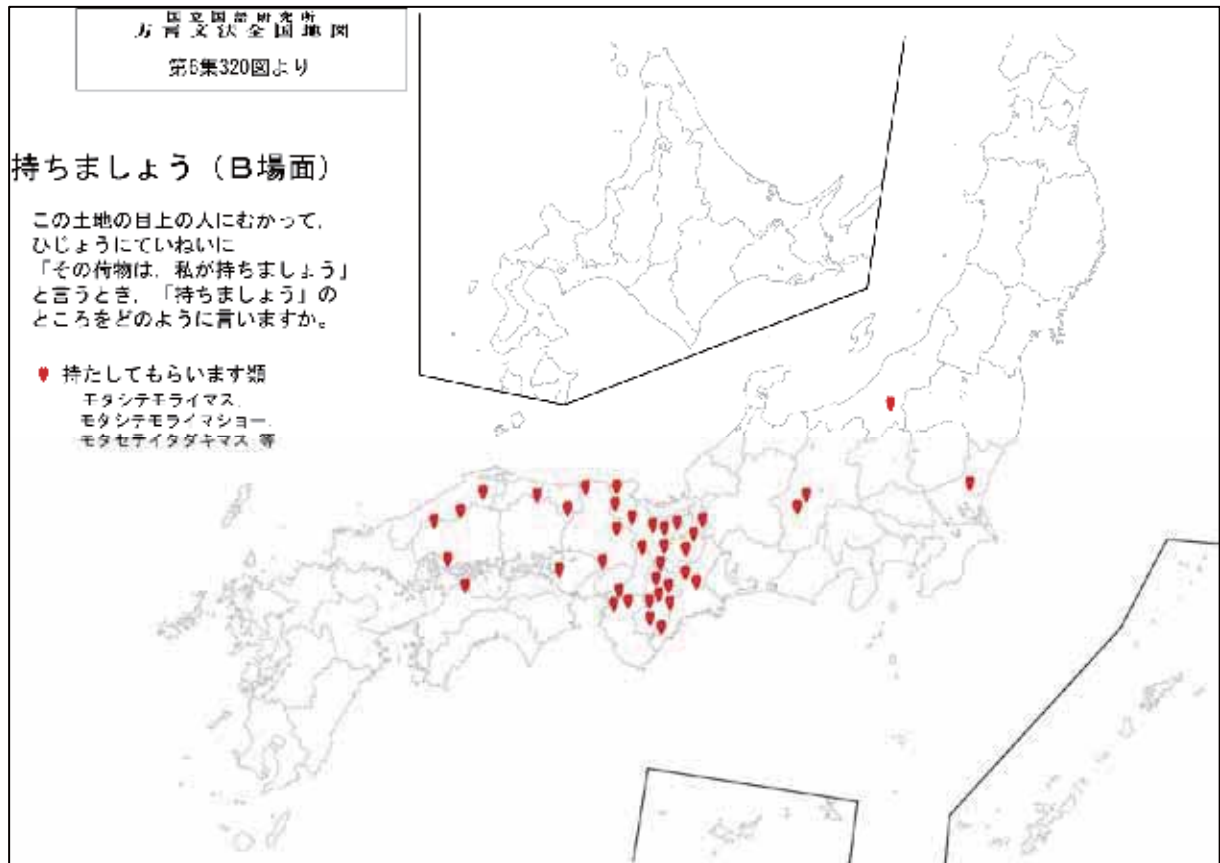 国立国語研究所
方言文法全国地図
第6集320図より
持ちましょう（B場面）
この土地の目上の人にむかって，
ひじょうにていねいに
「その荷物は，私が持ちましょう」
と言うとき，「持ちましょう」の
ところをどのように言いますか。
持たしてもらいます類
モタシテモライマス，
モタシテモライマショー，
モタセテイタダキマス 等